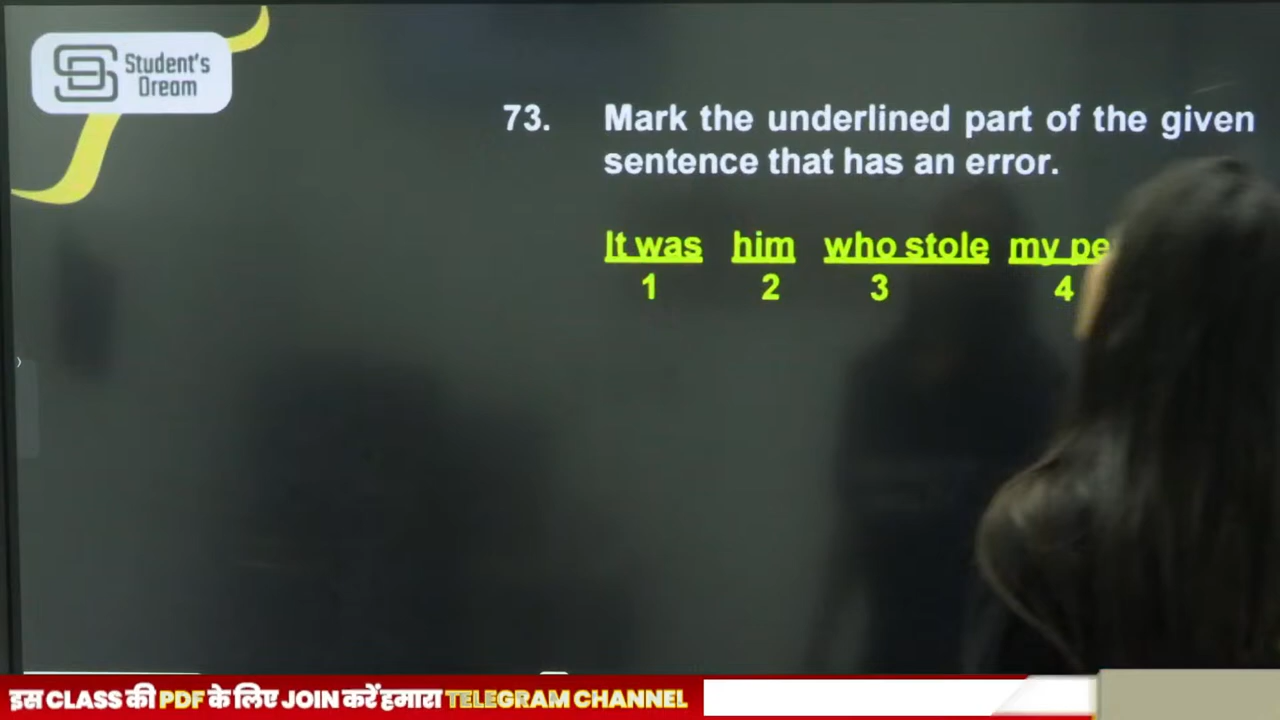 Student's
Dream
73. Mark the underlined part of the given
sentence that has an error.
It was him who stole my
1 2 3 4
इस CLASS की PDF के लिए JOIN करें हमारा TELEGRAM CHANNEL